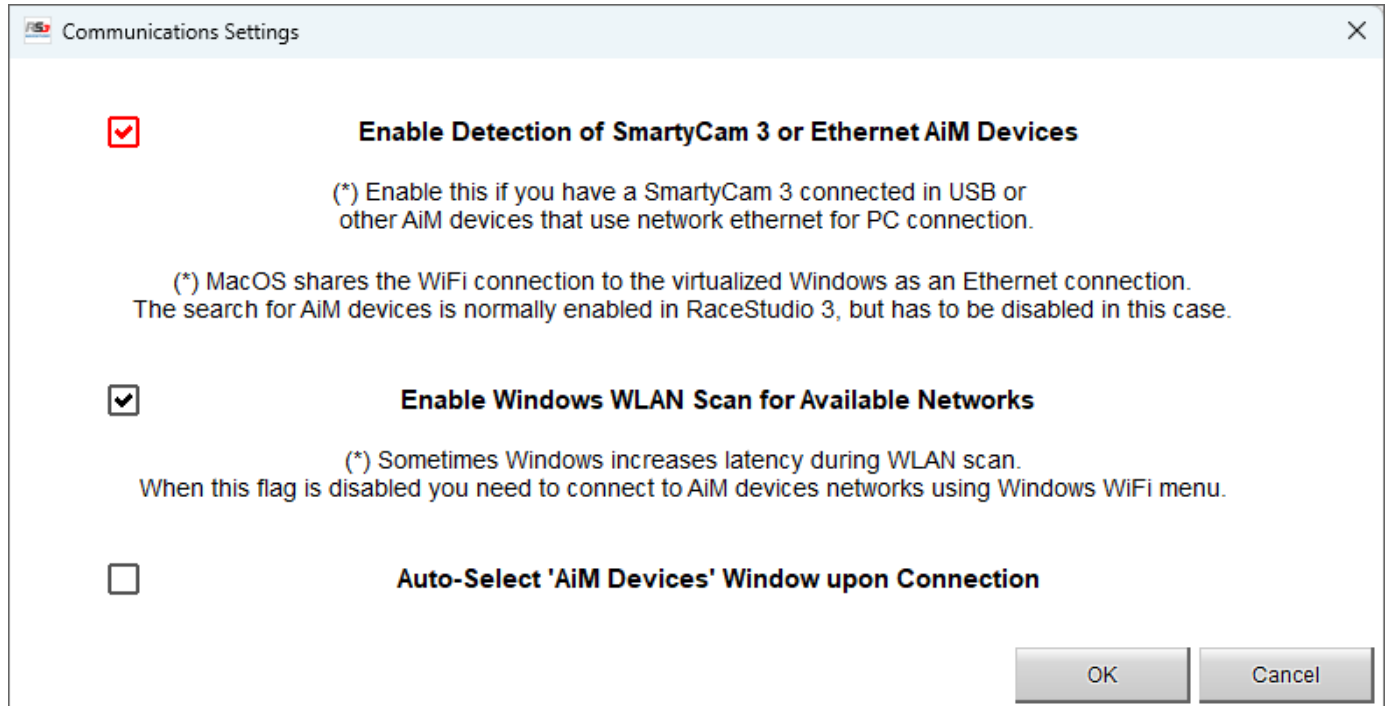 RS3
Communications Settings
Enable Detection of SmartyCam 3 or Ethernet AiM Devices
(*) Enable this if you have a SmartyCam 3 connected in USB or
other AiM devices that use network ethernet for PC connection.
(*) MacOS shares the WiFi connection to the virtualized Windows as an Ethernet connection.
The search for AiM devices is normally enabled in RaceStudio 3, but has to be disabled in this case.
Enable Windows WLAN Scan for Available Networks
(*) Sometimes Windows increases latency during WLAN scan.
When this flag is disabled you need to connect to AiM devices networks using Windows WiFi menu.
Auto-Select 'AiM Devices' Window upon Connection
OK
Cancel